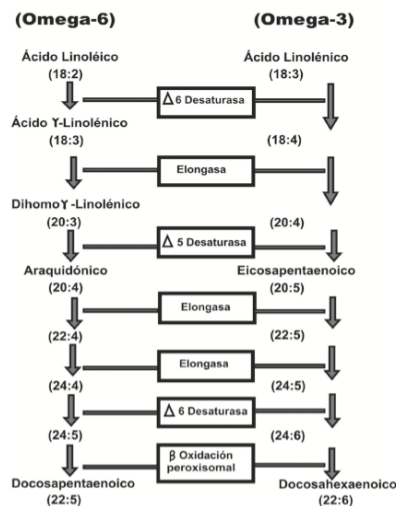 (Omega-6) (Omega-3)
Ácido Linoléico Ácido Linolénico
(18:2) (18:3)
Δ6 Desaturasa
Ácido ϒ-Linolénico
(18:3) (18:4)
Elongasa
Dihomoϒ-Linolénico
(20:3) (20:4)
Δ 5 Desaturasa
Araquidónico Eicosapentaenoico
(20:4) (20:5)
Elongasa
(22:4) (22:5)
Elongasa
(24:4) (24:5)
Δ 6 Desaturasa
(24:5) (24:6)
β Oxidación
peroxisomal
Docosapentaenoico Docosahexaenoico
(22:5) (22:6)